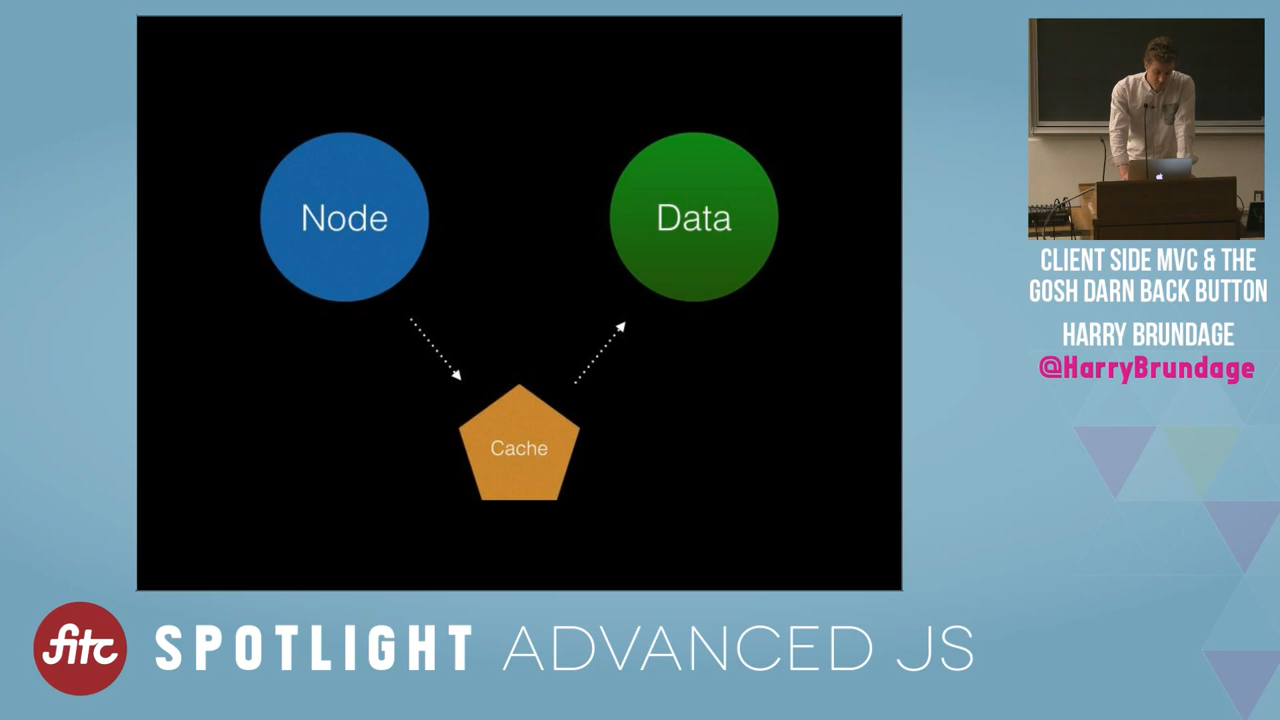 Node
Data
Cache
CLIENT SIDE MVC & THE
GOSH DARN BACK BUTTON
HARRY BRUNDAGE
@HarryBrundage
fitc
SPOTLIGHT ADVANCED JS